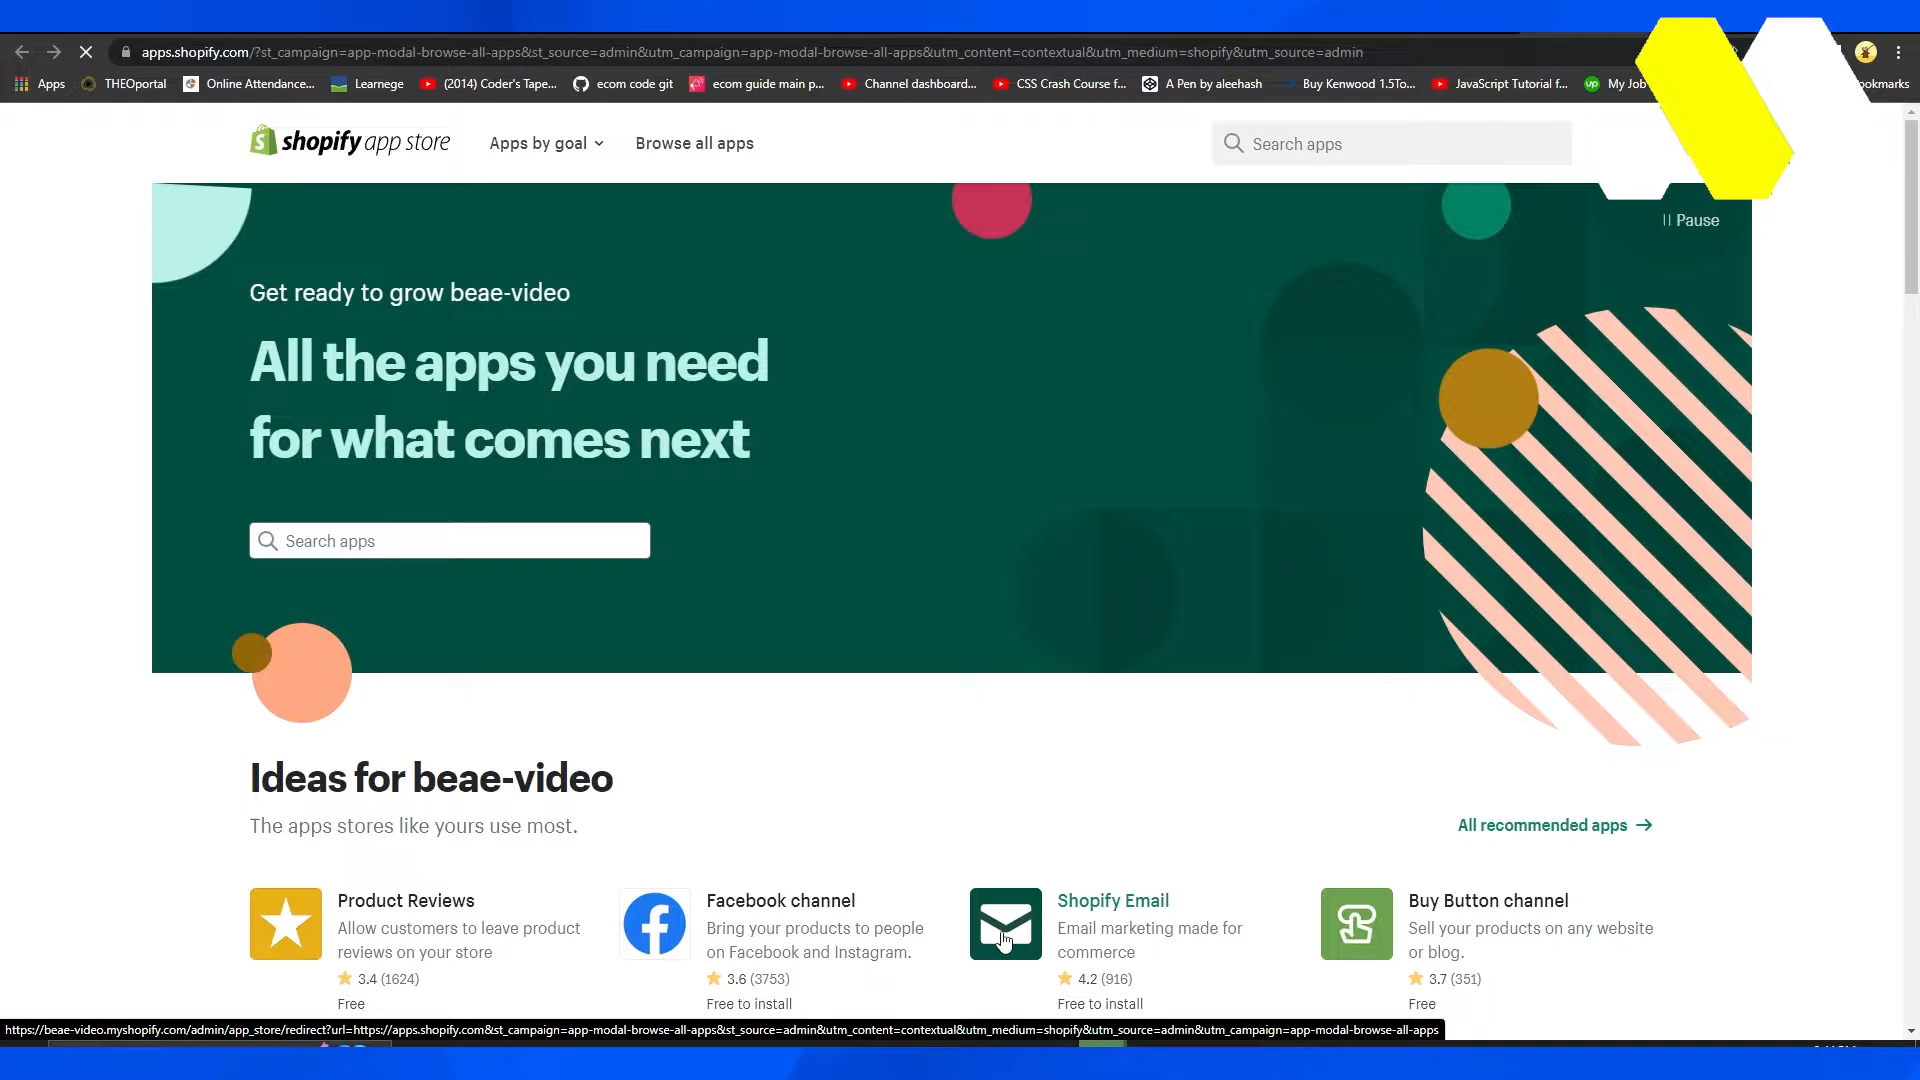 apps.shopify.com/?st_campaign=app-modal-browse-all-apps&st_source=admin&utm_campaign=app-modal-browse-all-apps&utm_content=contextual&utm_medium=shopify&utm_source=admin
Apps THEOportal Online Attendance... Learnege (2014) Coder's Tape... ecom code git ecom guide main p... Channel dashboard... CSS Crash Course f... A Pen by aleehash Buy Kenwood 1.5To... JavaScript Tutorial f... up My Job
shopify app store Apps by goal Browse all apps Search apps
Pause
Get ready to grow beae-video
All the apps you need
for what comes next
Search apps
Ideas for beae-video
The apps stores like yours use most. All recommended apps →
Product Reviews
Allow customers to leave product
reviews on your store
3.4 (1624)
Free
Facebook channel
Bring your products to people
on Facebook and Instagram.
3.6 (3753)
Free to install
Shopify Email
Email marketing made for
commerce
4.2 (916)
Free to install
Buy Button channel
Sell your products on any website
or blog.
3.7 (351)
Free
https://beae-video.myshopify.com/admin/app_store/redirect?url=https://apps.shopify.com&st_campaign=app-modal-browse-all-apps&st_source=admin&utm_content=contextual&utm_medium=shopify&utm_source=admin&utm_campaign=app-modal-browse-all-apps